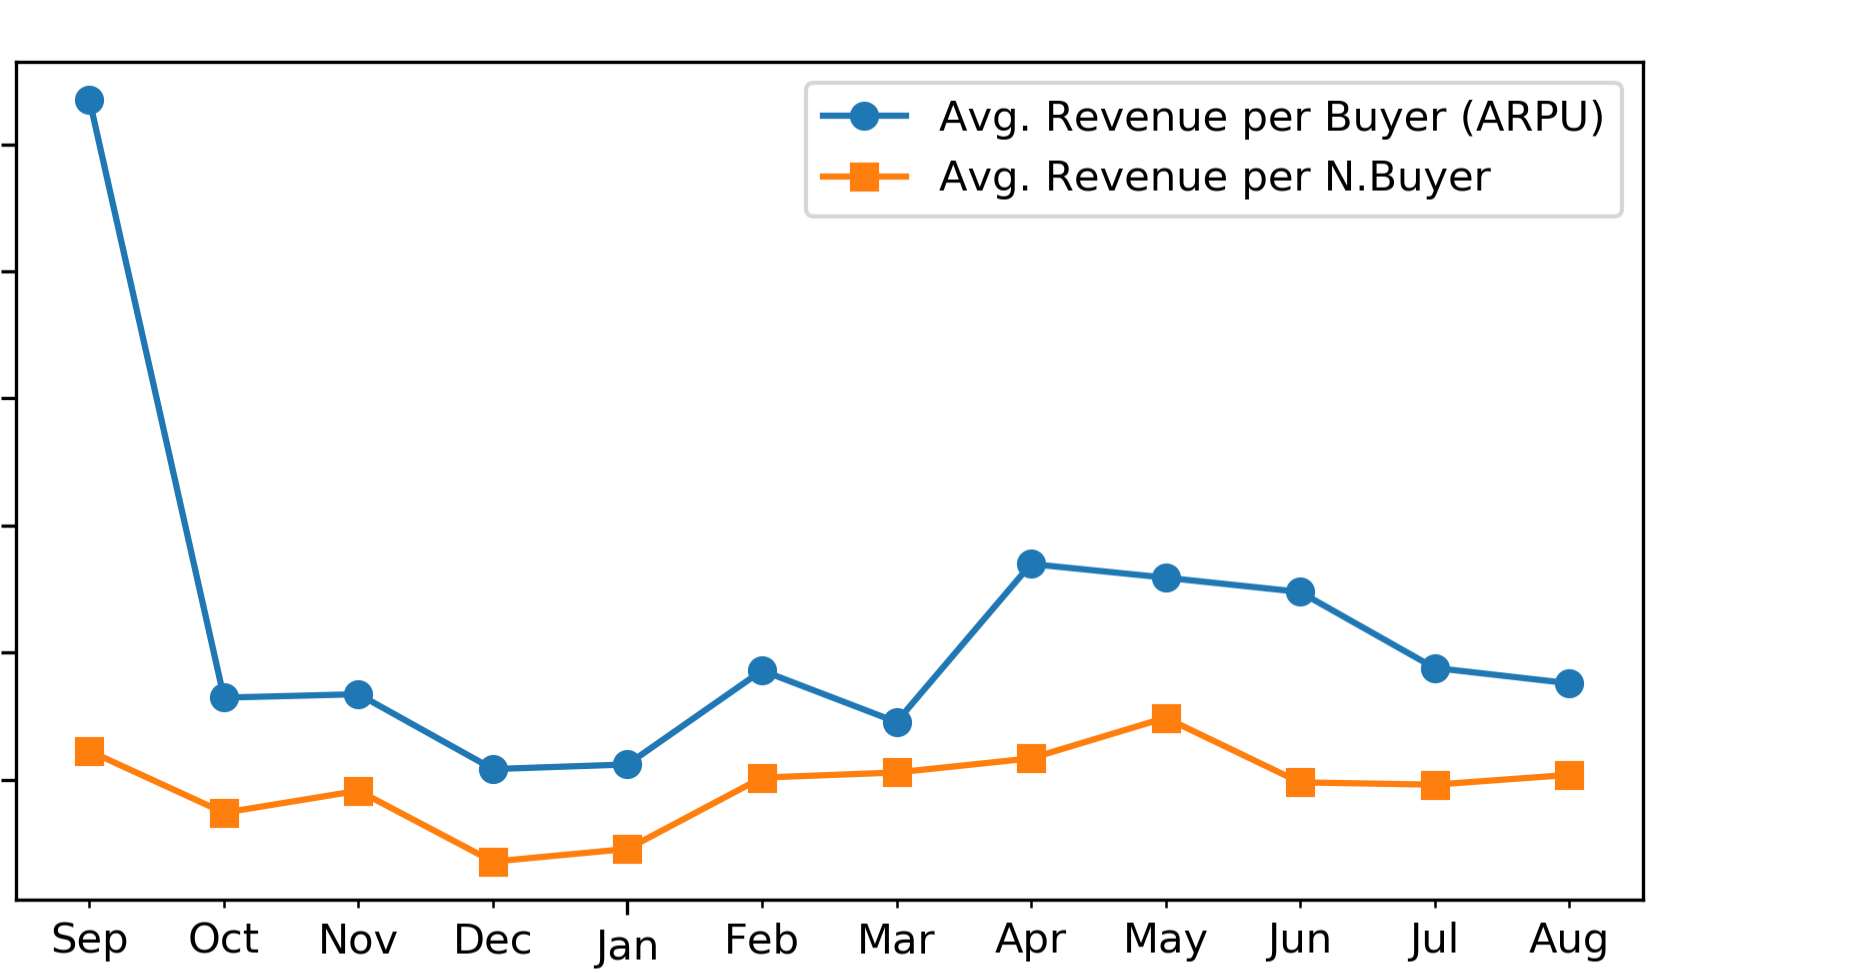 Avg. Revenue per Buyer (ARPU)
Avg. Revenue per N.Buyer
Sep Oct Nov Dec Jan Feb Mar Apr May Jun Jul Aug